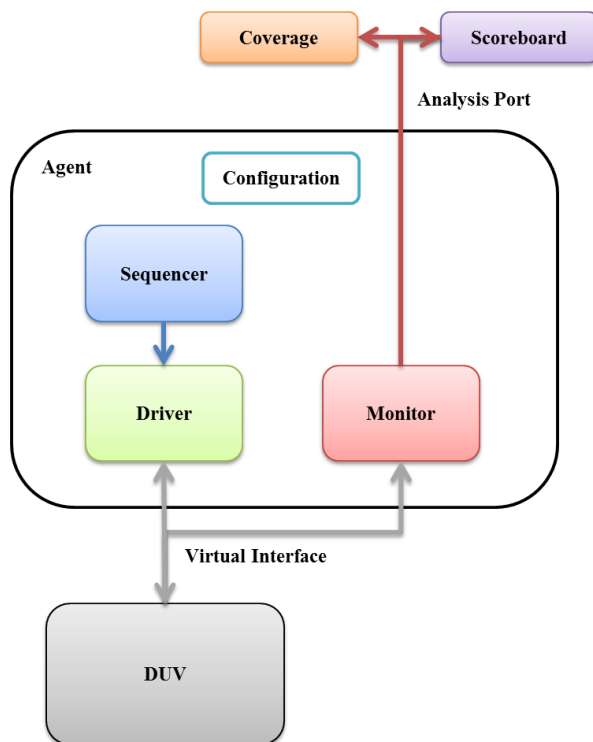 Coverage
Scoreboard
Analysis Port
Agent
Configuration
Sequencer
Driver
Monitor
Virtual Interface
DUV